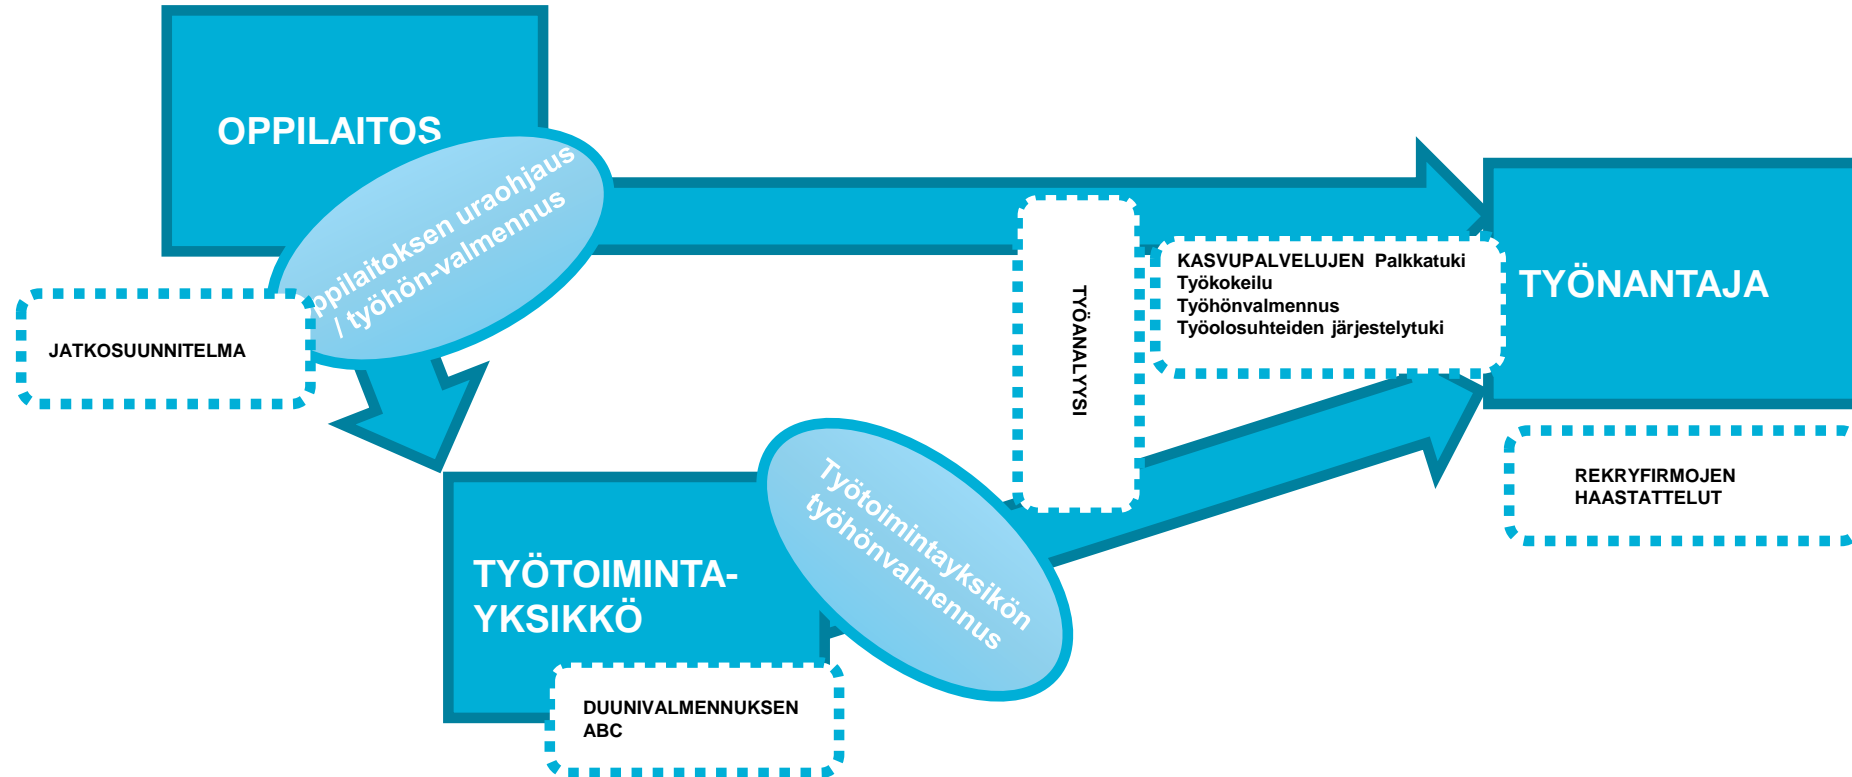 OPPILAITOS
ppilaitoksen uraohjaus
/ työhön-valmennus
JATKOSUUNNITELMA
TYÖANALYYSI
KASVUPALVELUJEN Palkkatuki
Työkokeilu
Työhönvalmennus
Työolosuhteiden järjestelytuki
TYÖNANTAJA
REKRYFIRMOJEN
HAASTATTELUT
Työtoimintayksikön
työhönvalmennus
TYÖTOIMINTA-
YKSIKKÖ
DUUNIVALMENNUKSEN
ABC